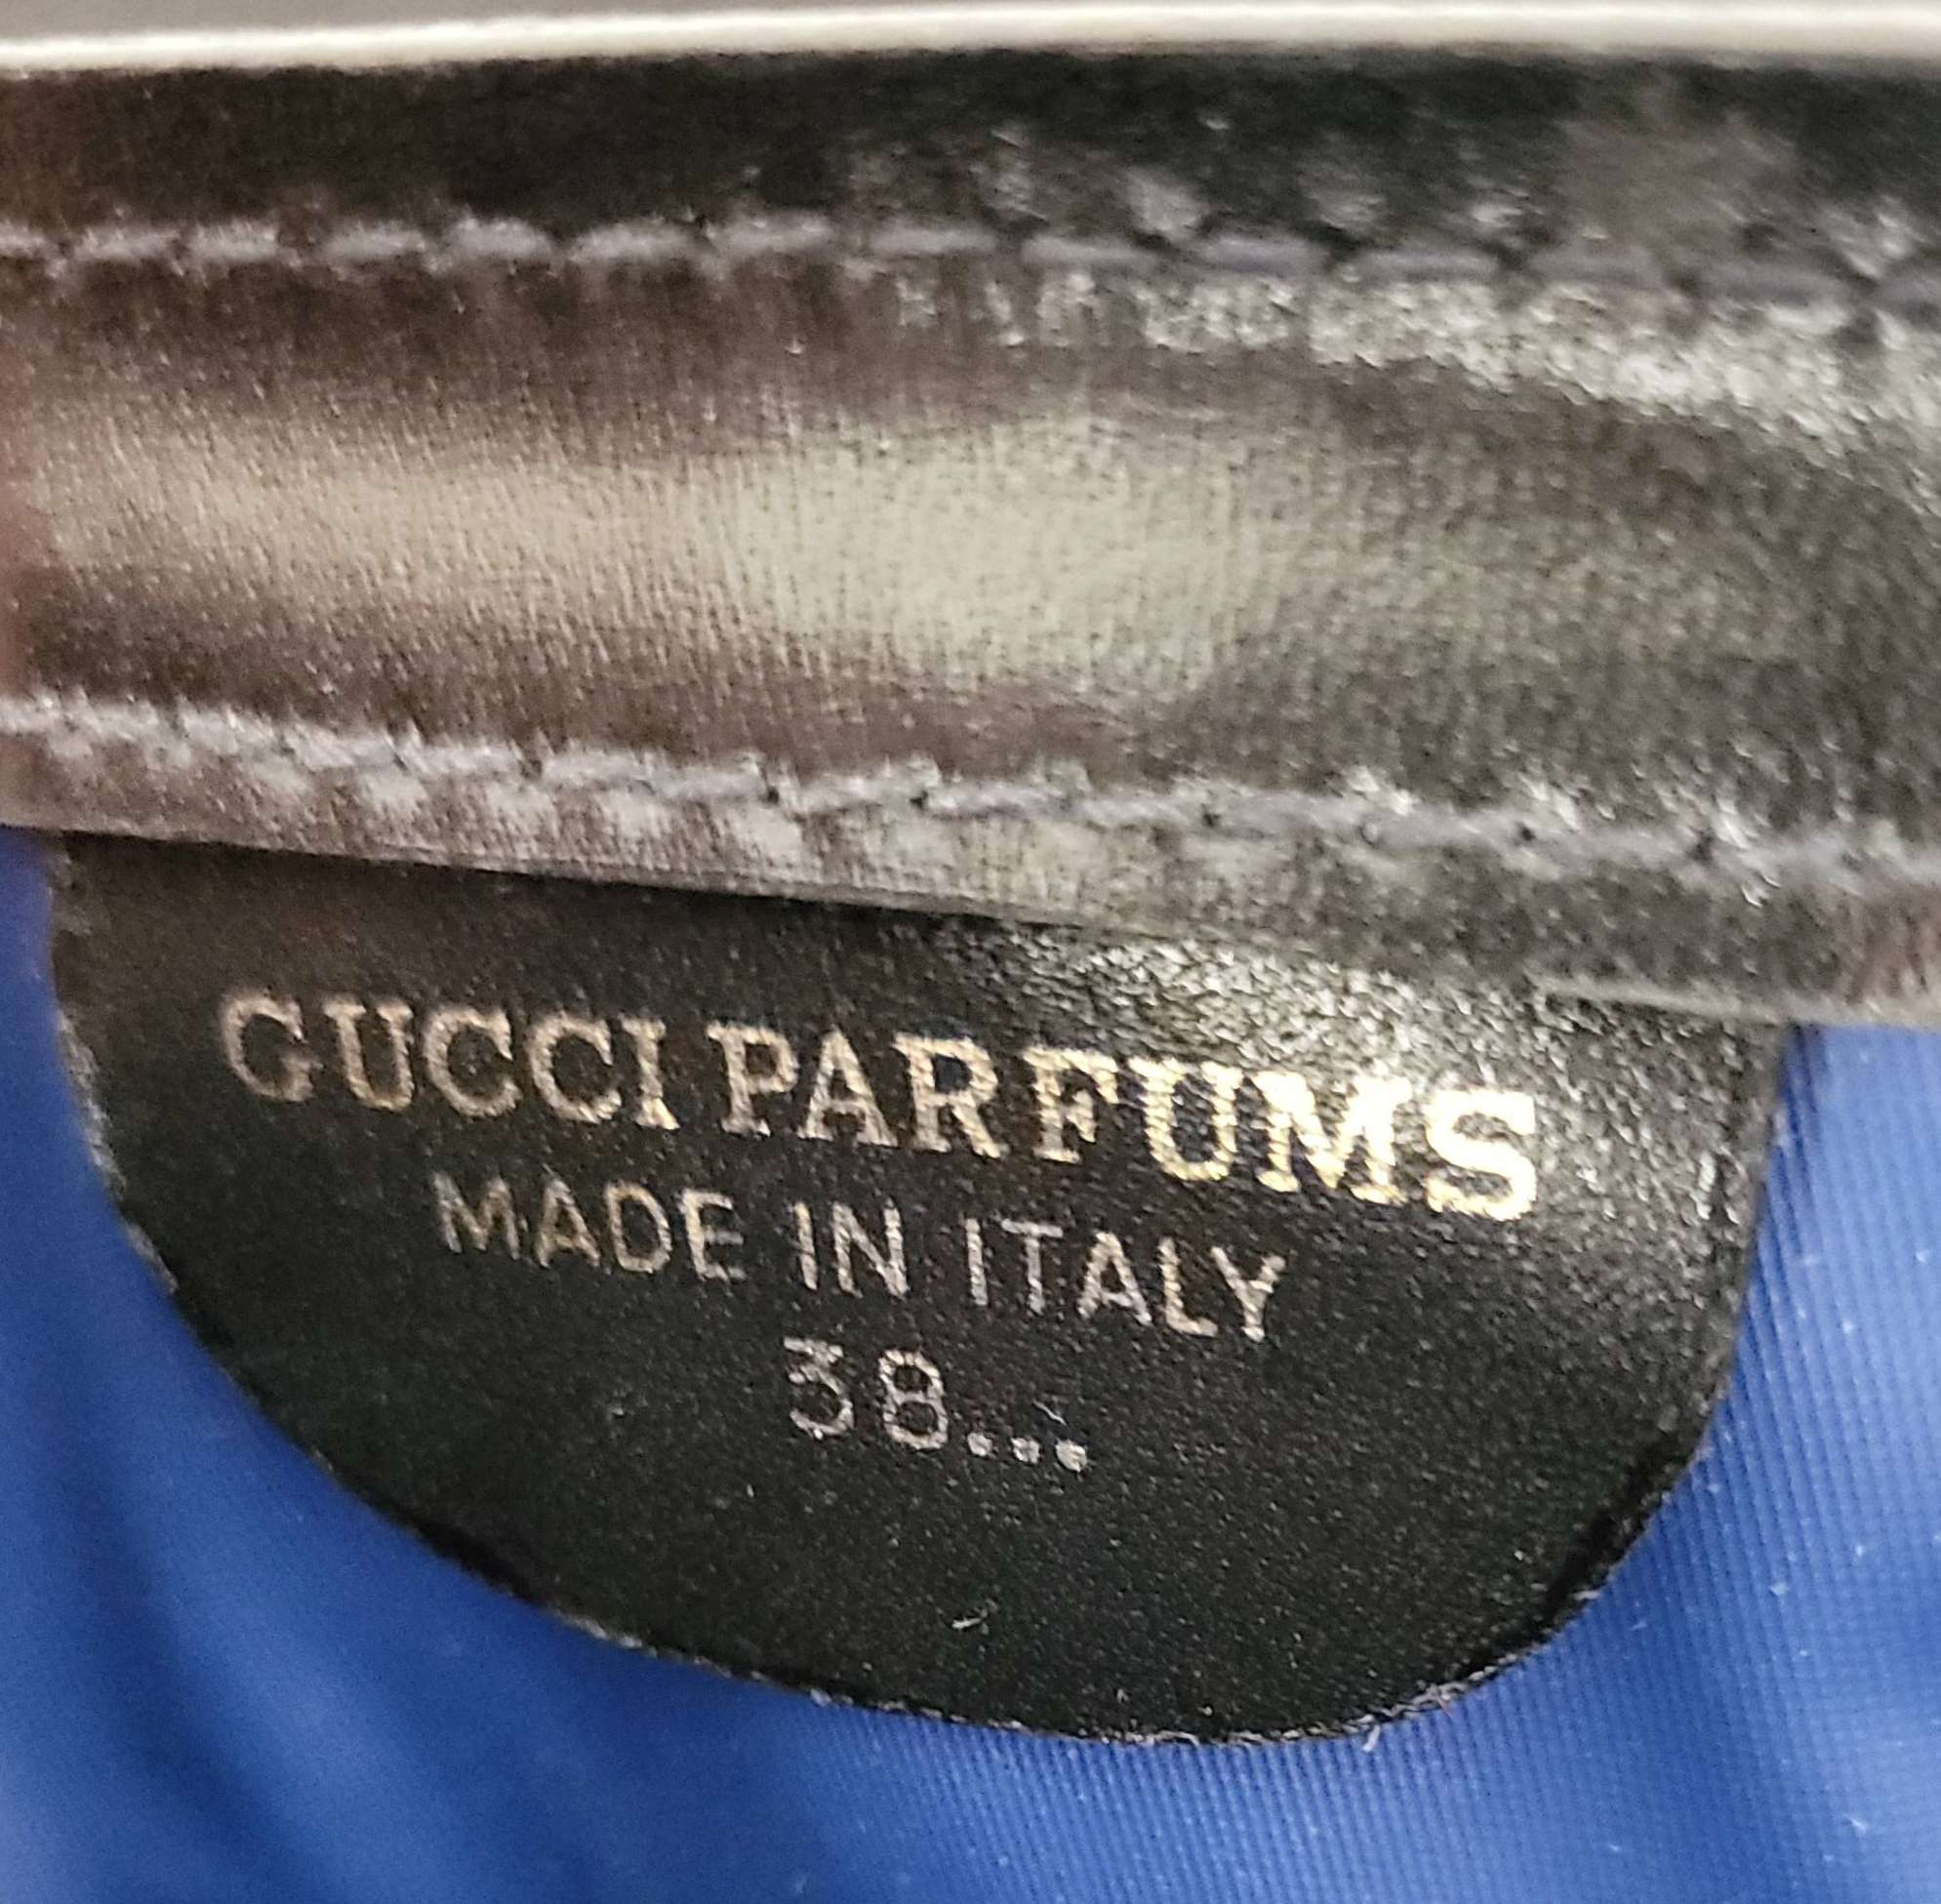 GUCCI PARFUMS
MADE IN ITALY
38...